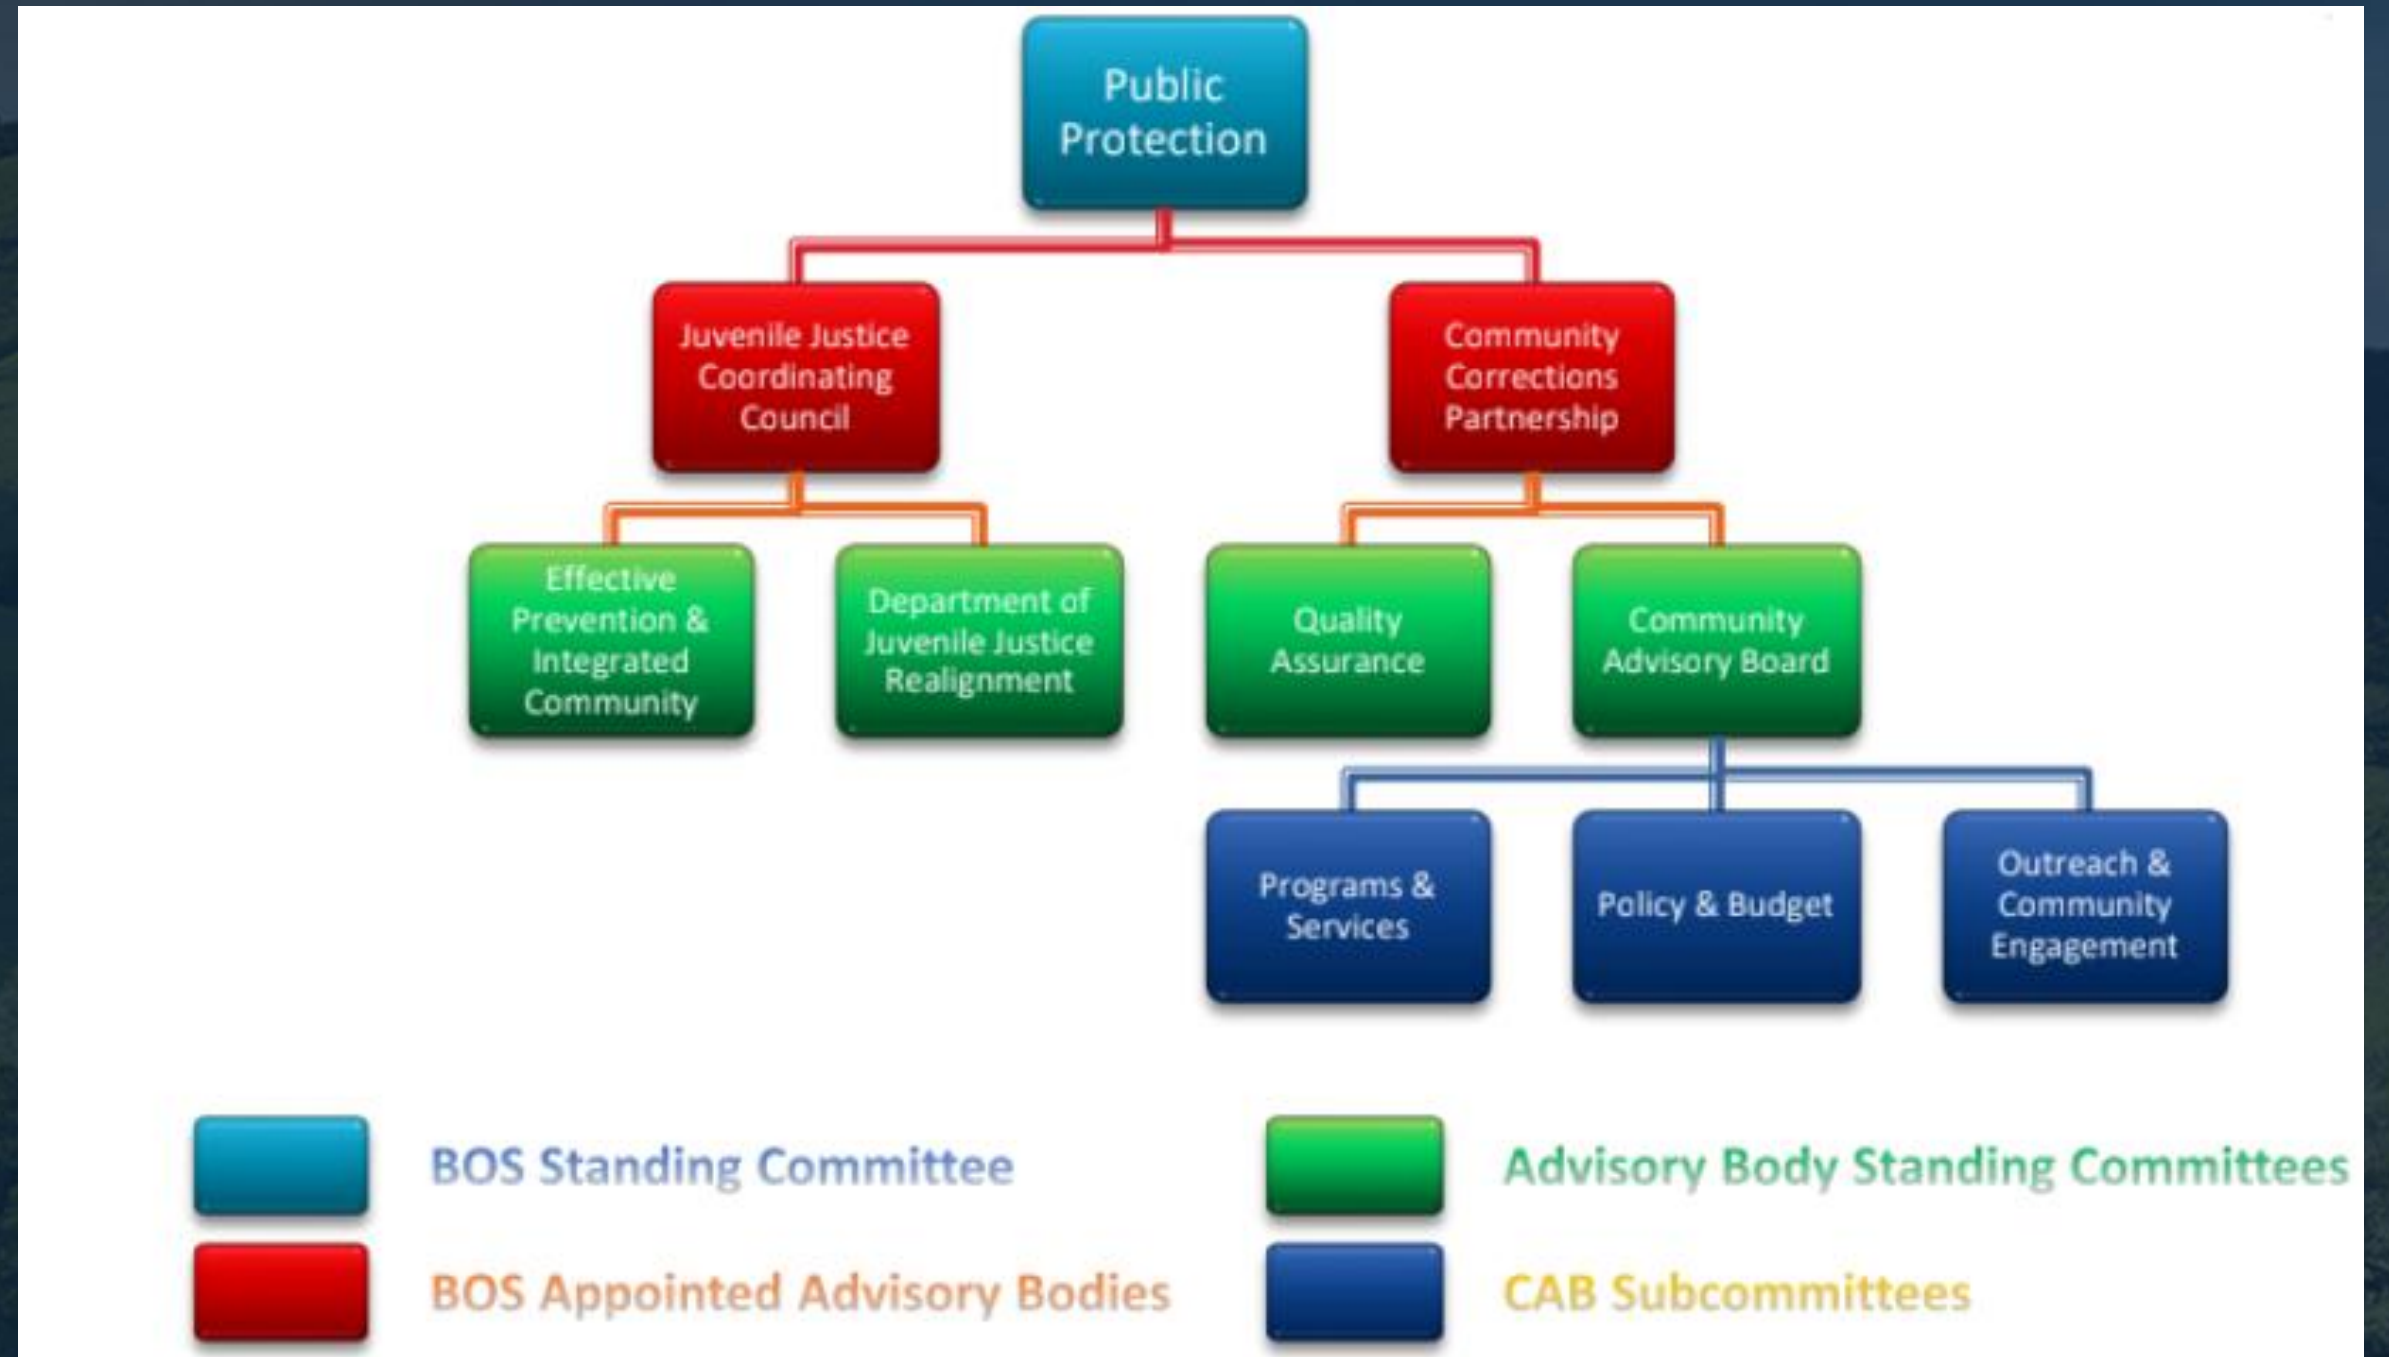 Public
Protection
Juvenile Justice
Coordinating
Council
Community
Corrections
Partnership
Effective
Prevention &
Integrated
Community
Department of
Juvenile Justice
Realignment
Quality
Assurance
Community
Advisory Board
Programs &
Services
Policy & Budget
Outreach &
Community
Engagement
BOS Standing Committee
Advisory Body Standing Committees
BOS Appointed Advisory Bodies
CAB Subcommittees